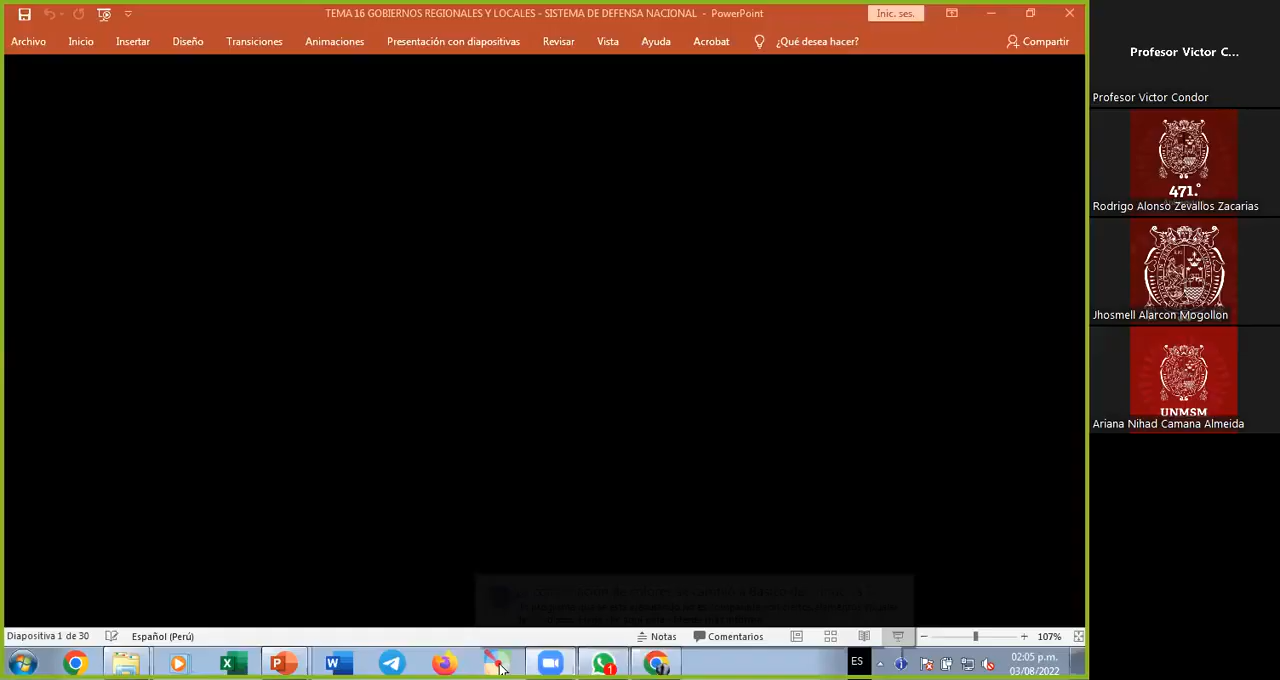 TEMA 16 GOBIERNOS REGIONALES Y LOCALES - SISTEMA DE DEFENSA NACIONAL - PowerPoint
Inic. ses.
Archivo
Inicio
Insertar
Diseño
Transiciones
Animaciones
Presentación con diapositivas
Revisar
Vista
Ayuda
Acrobat
¿Qué desea hacer?
Compartir
Profesor Victor C...
Profesor Victor Condor
471.°
Rodrigo Alonso Zevallos Zacarias
Jhosmell Alarcon Mogollon
UNMSM
Ariana Nihad Camana Almeida
Diapositiva 1 de 30
Español (Perú)
Notas
Comentarios
107%
ES
1
02:05 p.m.
03/08/2022